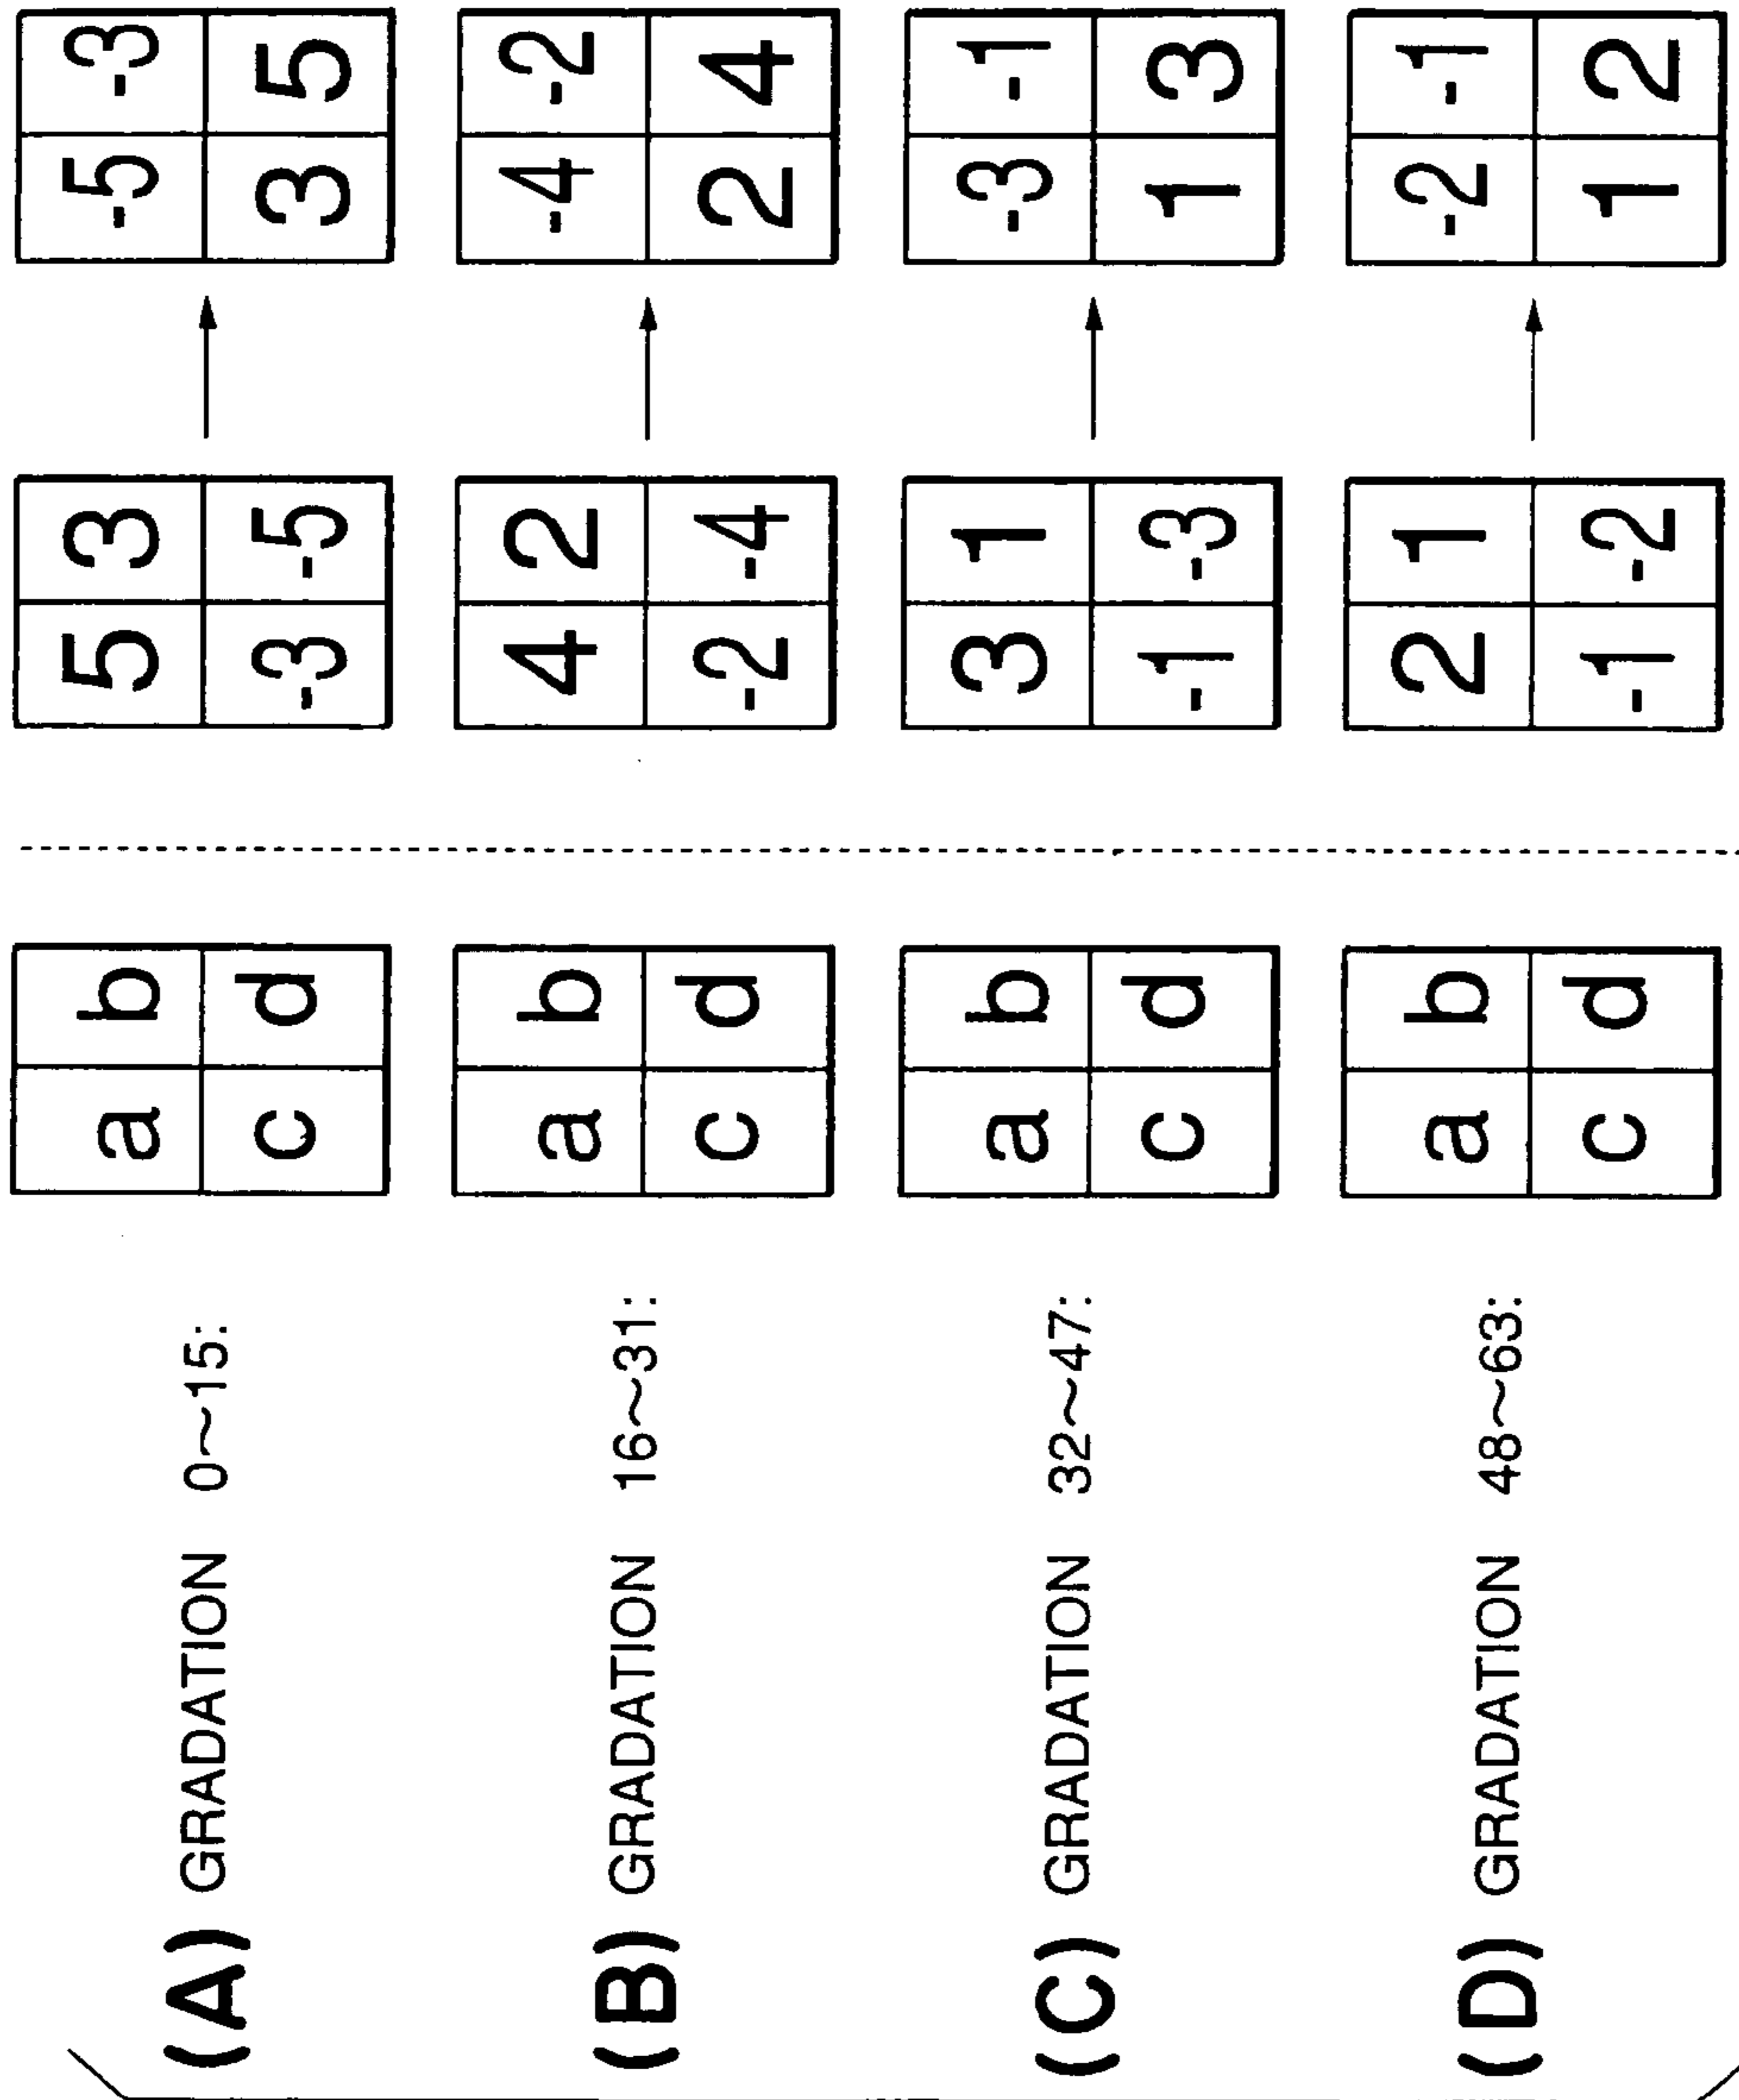 a b 5 3 -5 -3
(A) GRADATION 0~15:
c d -3 -5 3 5
a b 4 2 -4 -2
(B) GRADATION 16~31:
c d -2 -4 2 4
a b 3 1 -3 -1
(C) GRADATION 32~47:
c d -1 -3 1 3
a b 2 1 -2 -1
(D) GRADATION 48~63:
c d -1 -2 1 2